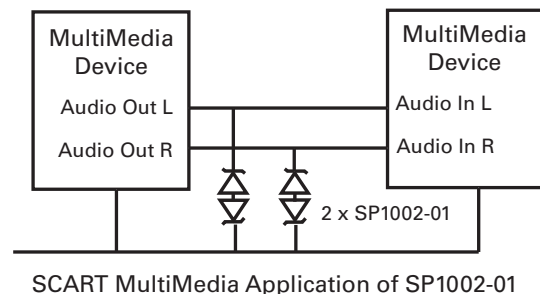 MultiMedia
Device
Audio Out L
Audio Out R
MultiMedia
Device
Audio In L
Audio In R
2 x SP1002-01
SCART MultiMedia Application of SP1002-01